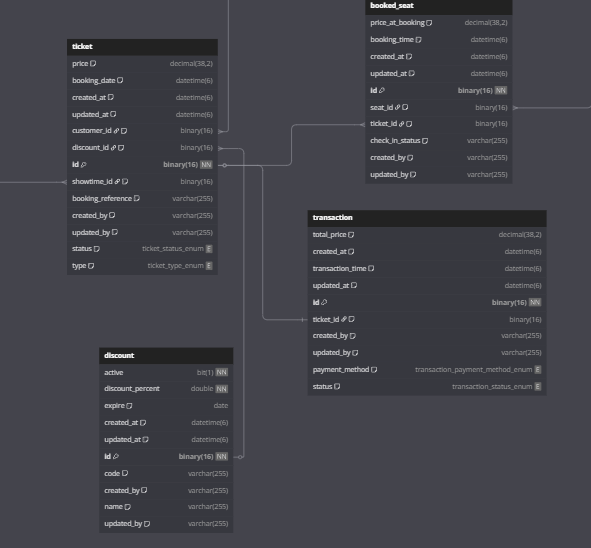 booked_seat
price_at_booking decimal(38,2)
booking_time datetime(6)
created_at datetime(6)
updated_at datetime(6)
id binary(16) NN
seat_id binary(16)
ticket_id binary(16)
check_in_status varchar(255)
created_by varchar(255)
updated_by varchar(255)
ticket
price decimal(38,2)
booking_date datetime(6)
created_at datetime(6)
updated_at datetime(6)
customer_id binary(16)
discount_id binary(16)
id binary(16) NN
showtime_id binary(16)
booking_reference varchar(255)
created_by varchar(255)
updated_by varchar(255)
status ticket_status_enum E
type ticket_type_enum E
transaction
total_price decimal(38,2)
created_at datetime(6)
transaction_time datetime(6)
updated_at datetime(6)
id binary(16) NN
ticket_id binary(16)
created_by varchar(255)
updated_by varchar(255)
payment_method transaction_payment_method_enum E
status transaction_status_enum E
discount
active bit(1) NN
discount_percent double NN
expire date
created_at datetime(6)
updated_at datetime(6)
id binary(16) NN
code varchar(255)
created_by varchar(255)
name varchar(255)
updated_by varchar(255)